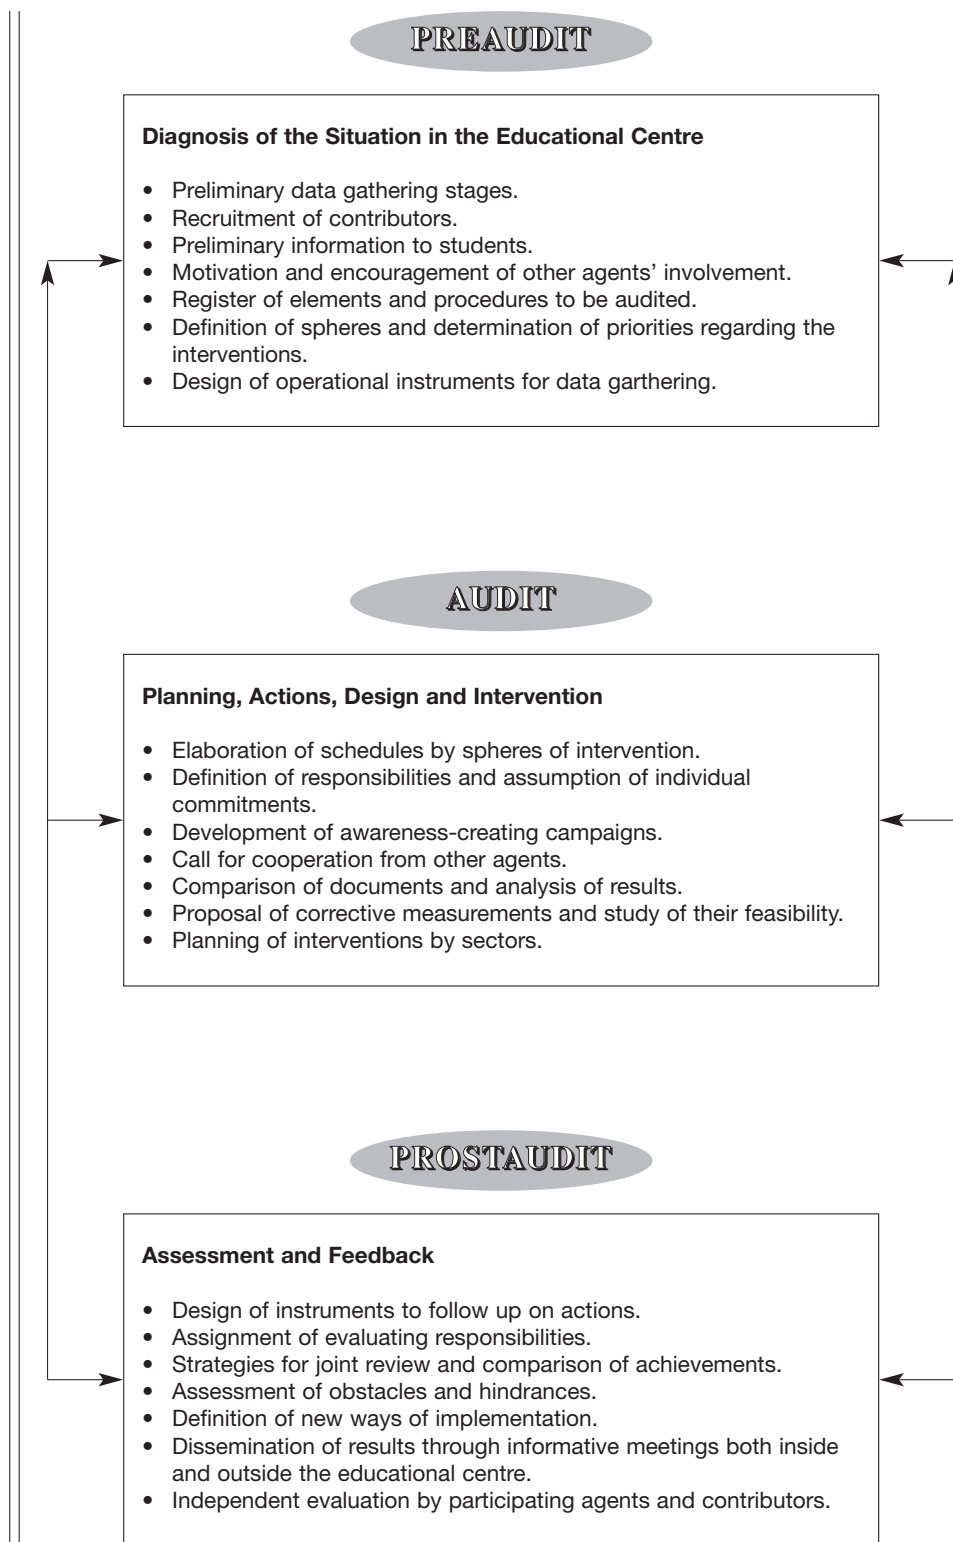 PREAUDIT
Diagnosis of the Situation in the Educational Centre
• Preliminary data gathering stages.
• Recruitment of contributors.
• Preliminary information to students.
• Motivation and encouragement of other agents’ involvement.
• Register of elements and procedures to be audited.
• Definition of spheres and determination of priorities regarding the
interventions.
• Design of operational instruments for data garthering.
AUDIT
Planning, Actions, Design and Intervention
• Elaboration of schedules by spheres of intervention.
• Definition of responsibilities and assumption of individual
commitments.
• Development of awareness-creating campaigns.
• Call for cooperation from other agents.
• Comparison of documents and analysis of results.
• Proposal of corrective measurements and study of their feasibility.
• Planning of interventions by sectors.
PROSTAUDIT
Assessment and Feedback
• Design of instruments to follow up on actions.
• Assignment of evaluating responsibilities.
• Strategies for joint review and comparison of achievements.
• Assessment of obstacles and hindrances.
• Definition of new ways of implementation.
• Dissemination of results through informative meetings both inside
and outside the educational centre.
• Independent evaluation by participating agents and contributors.